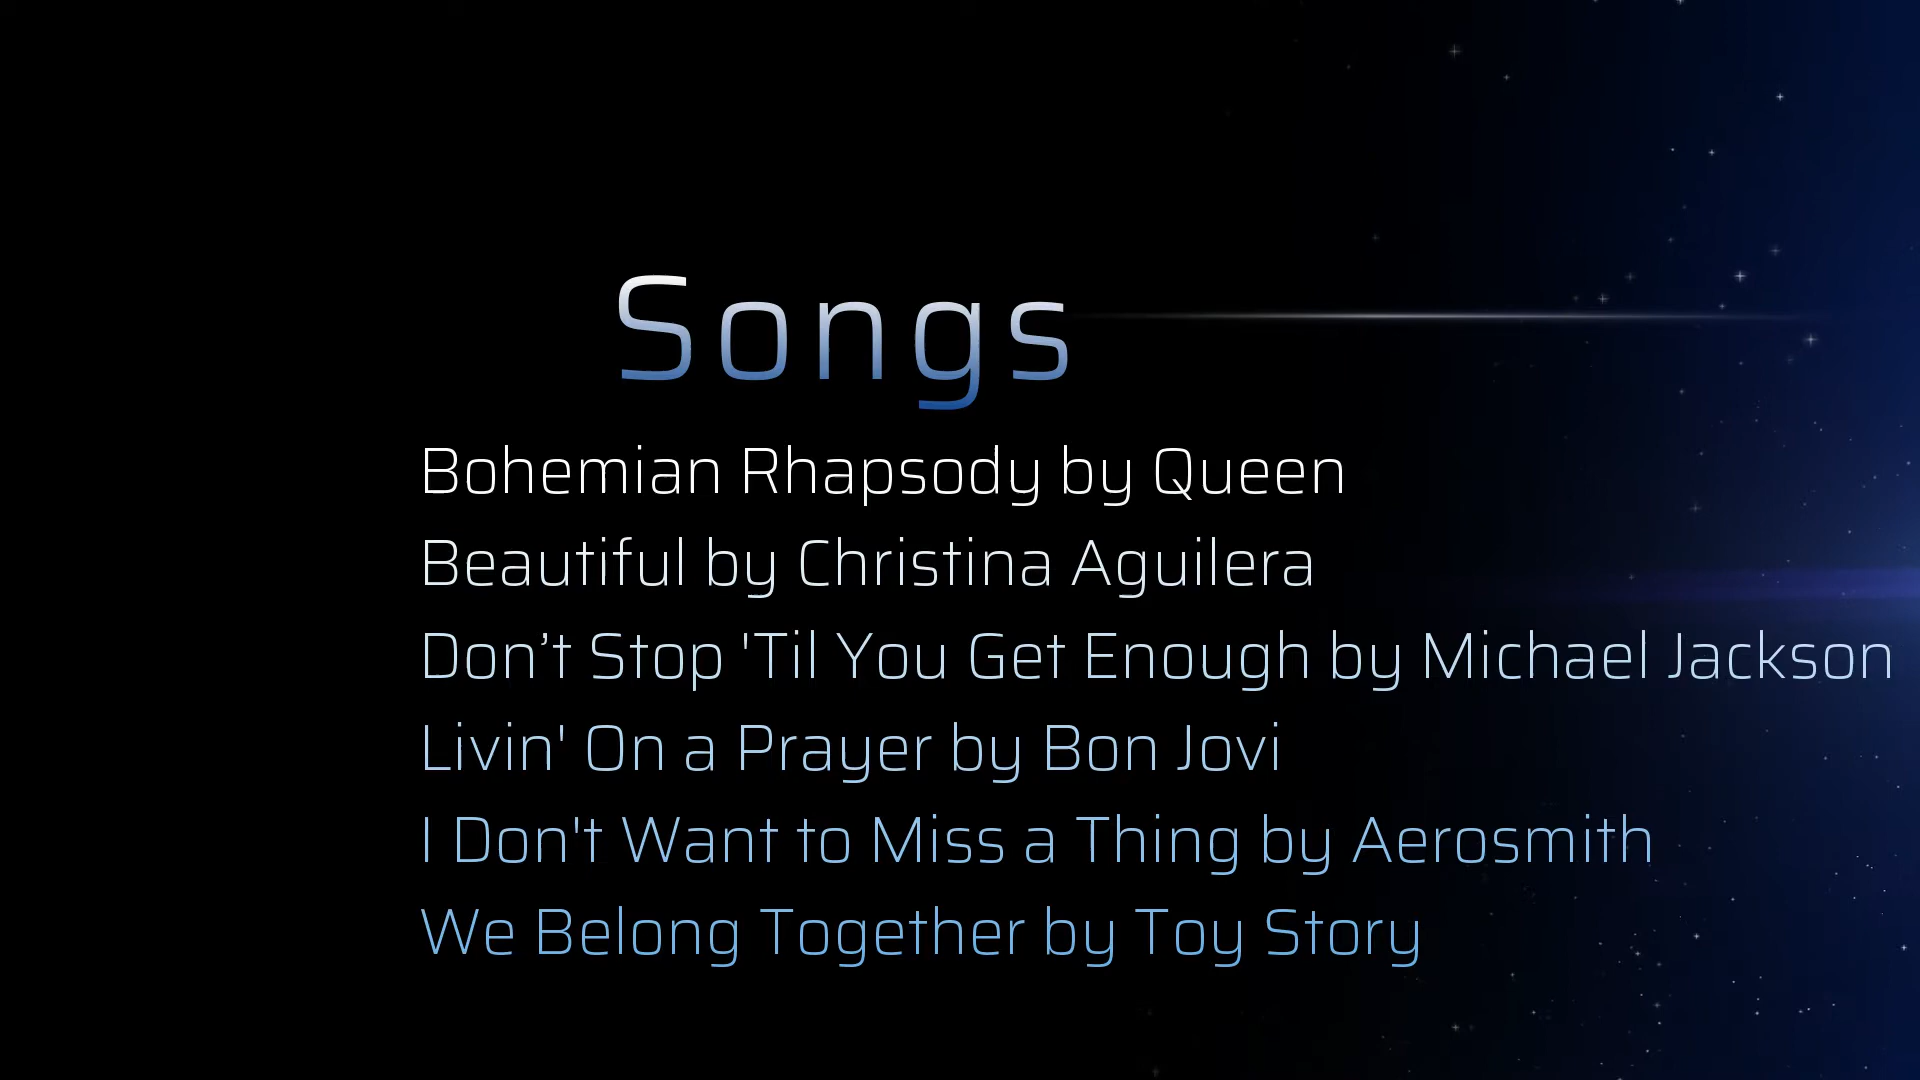 Songs
Bohemian Rhapsody by Queen
Beautiful by Christina Aguilera
Don’t Stop 'Til You Get Enough by Michael Jackson
Livin' On a Prayer by Bon Jovi
I Don't Want to Miss a Thing by Aerosmith
We Belong Together by Toy Story